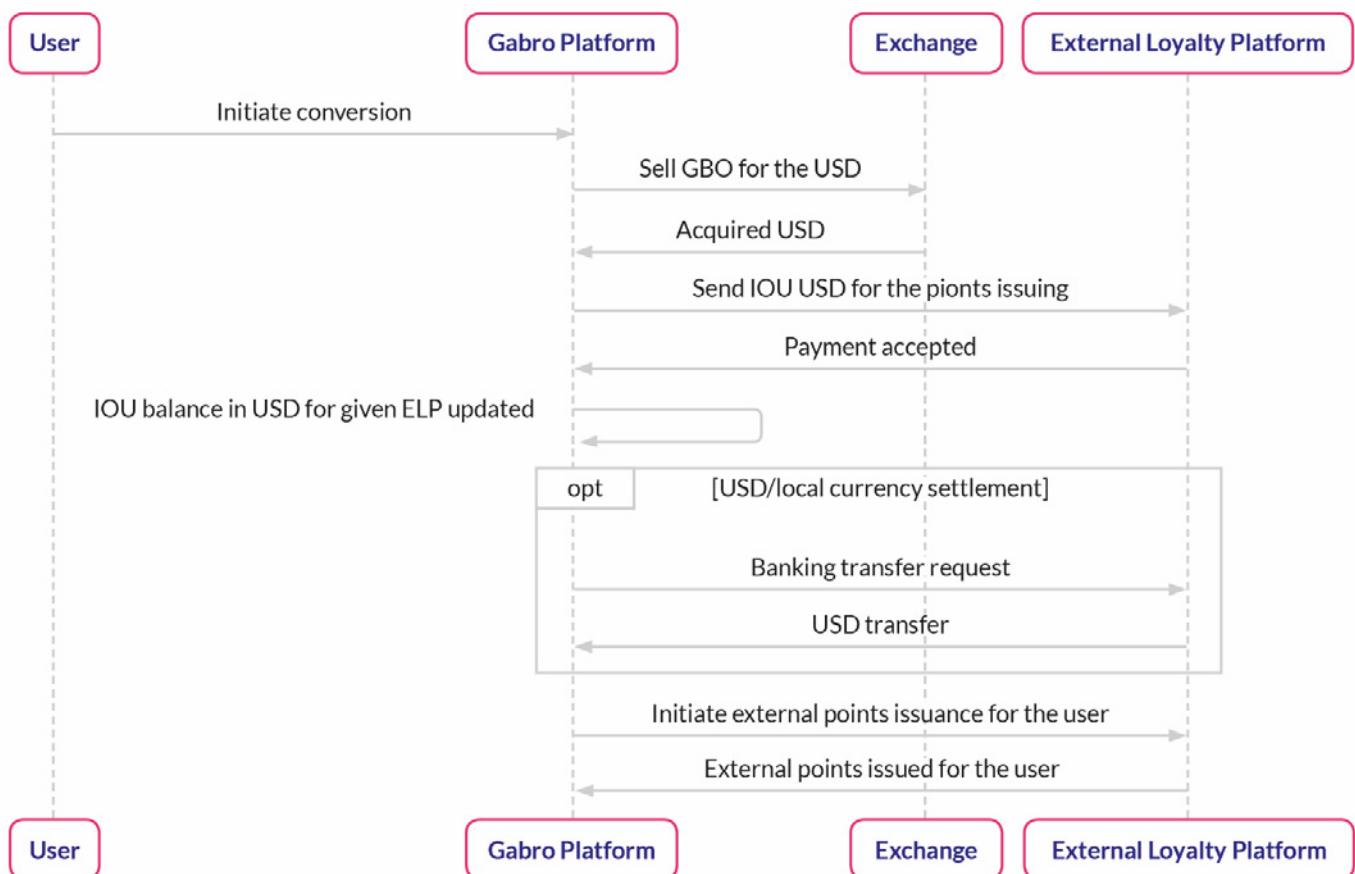 User
Gabro Platform
Exchange
External Loyalty Platform
Initiate conversion
Sell GBO for the USD
Acquired USD
Send IOU USD for the pionts issuing
Payment accepted
IOU balance in USD for given ELP updated
opt
[USD/local currency settlement]
Banking transfer request
USD transfer
Initiate external points issuance for the user
External points issued for the user
User
Gabro Platform
Exchange
External Loyalty Platform